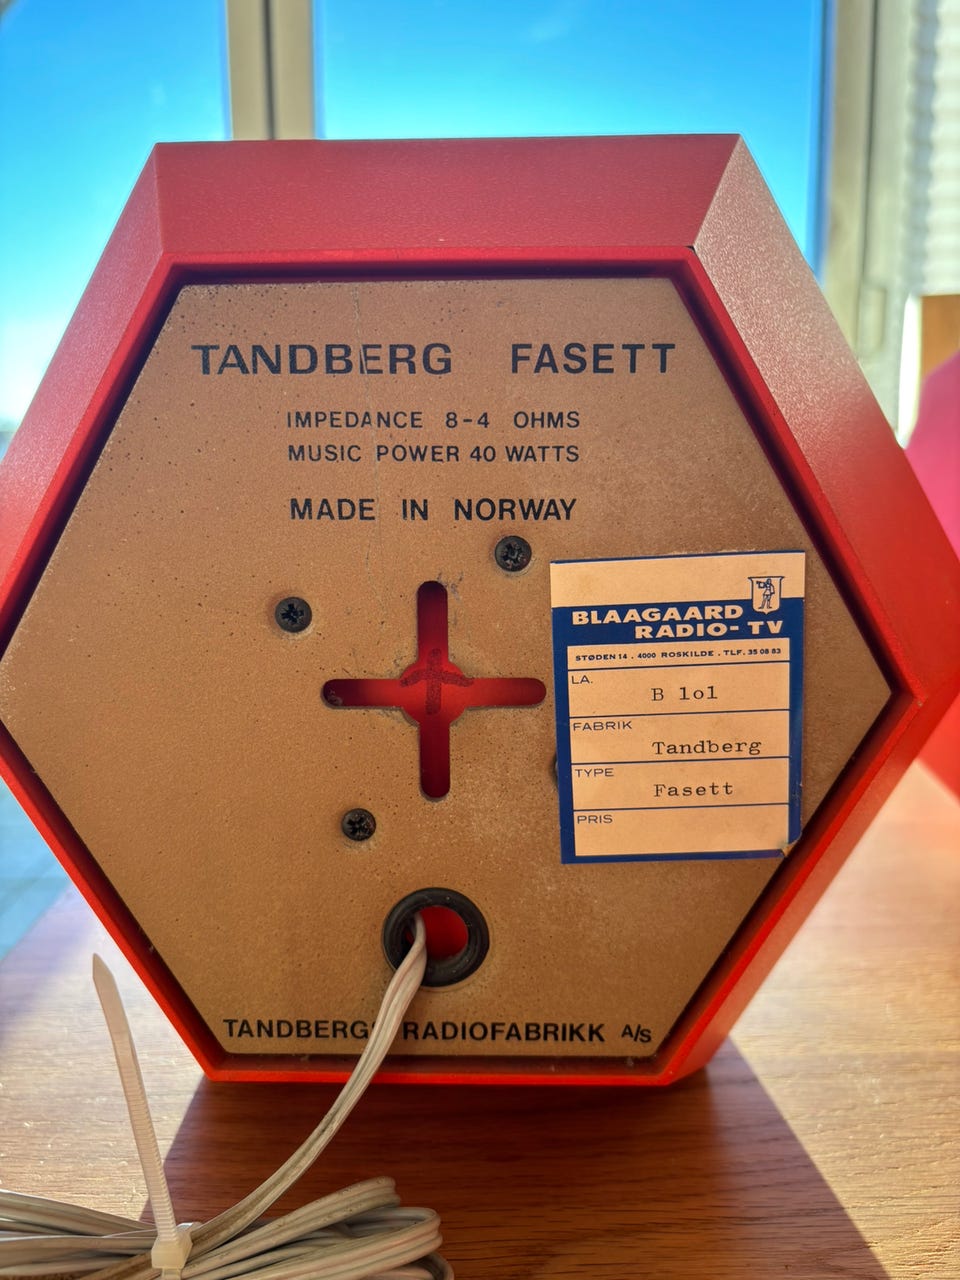 TANDBERG FASETT
IMPEDANCE 8-4 OHMS
MUSIC POWER 40 WATTS
MADE IN NORWAY
BLAAGAARD
RADIO-TV
STØDEN 14 . 4000 ROSKILDE . TLF. 35 08 83
LA.
B 1o1
FABRIK
Tandberg
TYPE
Fasett
PRIS
TANDBERGS RADIOFABRIKK A/S